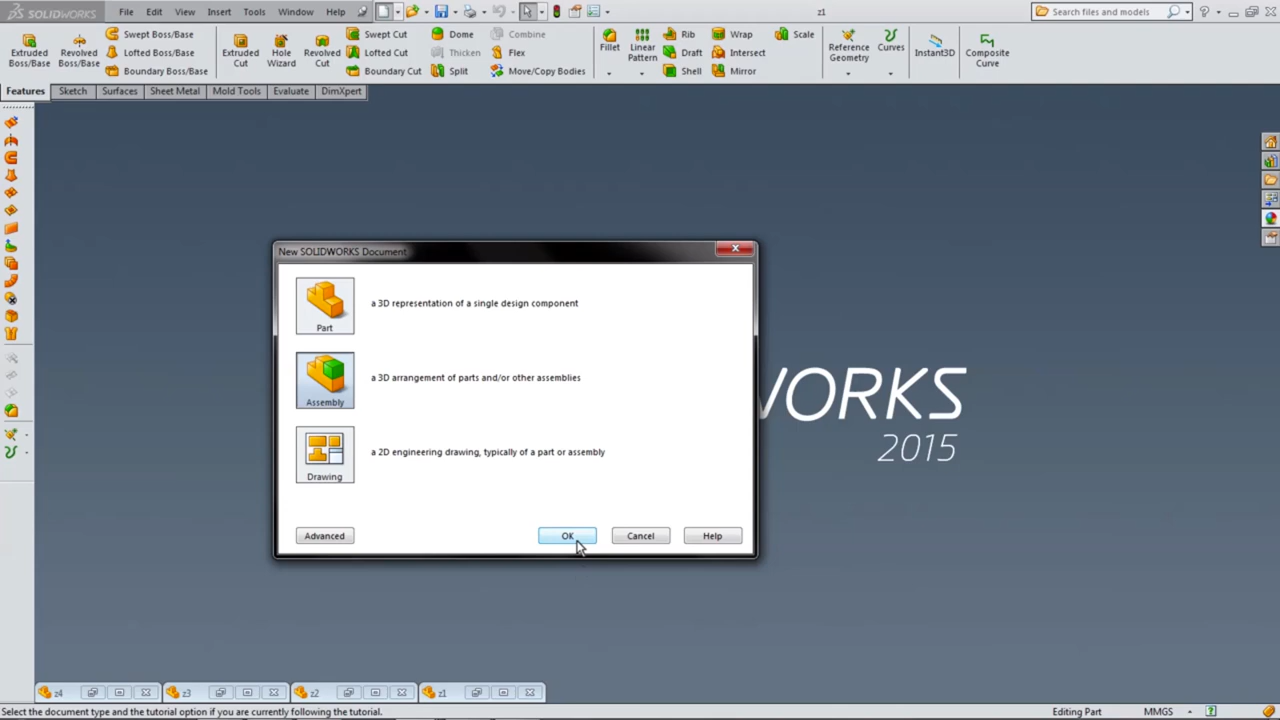 SOLIDWORKS File Edit View Insert Tools Window Help z1 Search files and models ?
Extruded Boss/Base Revolved Boss/Base Swept Boss/Base Lofted Boss/Base Boundary Boss/Base Extruded Cut Hole Wizard Revolved Cut Swept Cut Lofted Cut Boundary Cut Dome Thicken Split Combine Flex Move/Copy Bodies Fillet Linear Pattern Rib Draft Shell Wrap Intersect Mirror Scale Reference Geometry Curves Instant3D Composite Curve
Features Sketch Surfaces Sheet Metal Mold Tools Evaluate DimXpert
New SOLIDWORKS Document
Part a 3D representation of a single design component
Assembly a 3D arrangement of parts and/or other assemblies
Drawing a 2D engineering drawing, typically of a part or assembly
Advanced OK Cancel Help
WORKS
2015
z4 z3 z2 z1
Select the document type and the tutorial option if you are currently following the tutorial. Editing Part MMGS ?